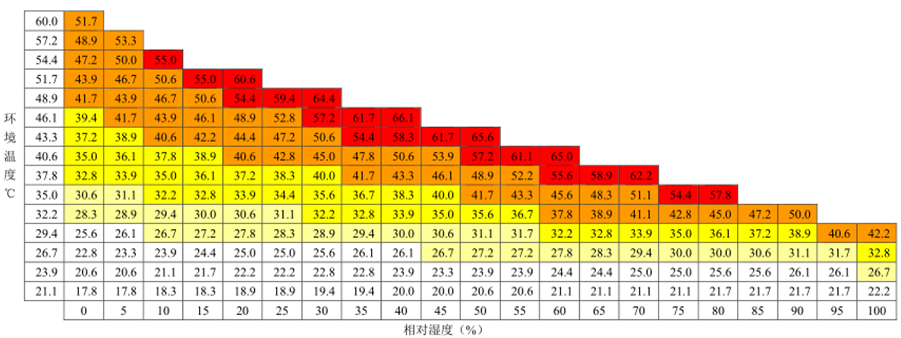 60.0 51.7
57.2 48.9 53.3
54.4 47.2 50.0 55.0
51.7 43.9 46.7 50.6 55.0 60.6
48.9 41.7 43.9 46.7 50.6 54.4 59.4 64.4
46.1 39.4 41.7 43.9 46.1 48.9 52.8 57.2 61.7 66.1
43.3 37.2 38.9 40.6 42.2 44.4 47.2 50.6 54.4 58.3 61.7 65.6
40.6 35.0 36.1 37.8 38.9 40.6 42.8 45.0 47.8 50.6 53.9 57.2 61.1 65.0
37.8 32.8 33.9 35.0 36.1 37.2 38.3 40.0 41.7 43.3 46.1 48.9 52.2 55.6 58.9 62.2
35.0 30.6 31.1 32.2 32.8 33.9 34.4 35.6 36.7 38.3 40.0 41.7 43.3 45.6 48.3 51.1 54.4 57.8
32.2 28.3 28.9 29.4 30.0 30.6 31.1 32.2 32.8 33.9 35.0 35.6 36.7 37.8 38.9 41.1 42.8 45.0 47.2 50.0
29.4 25.6 26.1 26.7 27.2 27.8 28.3 28.9 29.4 30.0 30.6 31.1 31.7 32.2 32.8 33.9 35.0 36.1 37.2 38.9 40.6 42.2
26.7 22.8 23.3 23.9 24.4 25.0 25.0 25.6 26.1 26.1 26.7 27.2 27.2 27.8 28.3 29.4 30.0 30.0 30.6 31.1 31.7 32.8
23.9 20.6 20.6 21.1 21.7 22.2 22.2 22.8 22.8 23.9 23.3 23.9 23.9 24.4 24.4 25.0 25.0 25.6 25.6 26.1 26.1 26.7
21.1 17.8 17.8 18.3 18.3 18.9 18.9 19.4 19.4 20.0 20.0 20.6 20.6 21.1 21.1 21.1 21.1 21.7 21.7 21.7 21.7 22.2
0 5 10 15 20 25 30 35 40 45 50 55 60 65 70 75 80 85 90 95 100
环境温度℃
相对湿度（%）